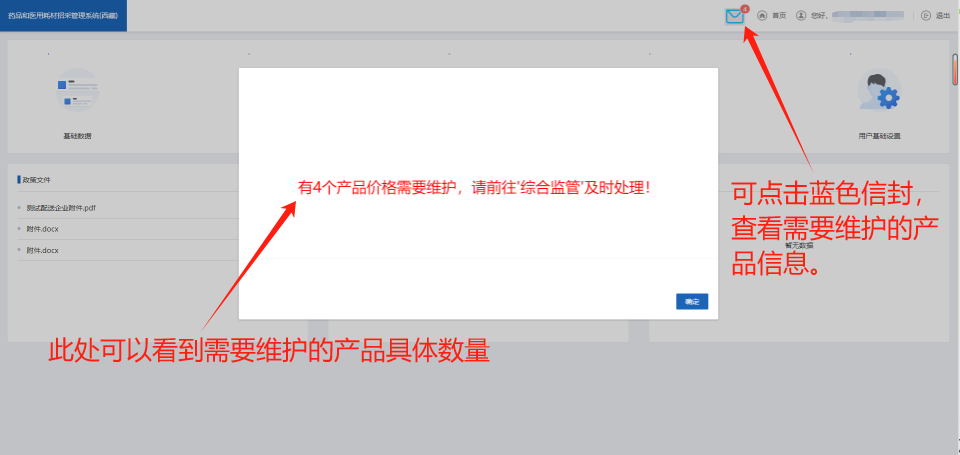 药品和医用耗材招采管理系统(西藏)
4
首页
您好，
退出
基础数据
用户基础设置
政策文件
测试配送企业附件.pdf
附件.docx
附件.docx
有4个产品价格需要维护，请前往'综合监管'及时处理！
确定
可点击蓝色信封，
查看需要维护的产
品信息。
暂无数据
此处可以看到需要维护的产品具体数量